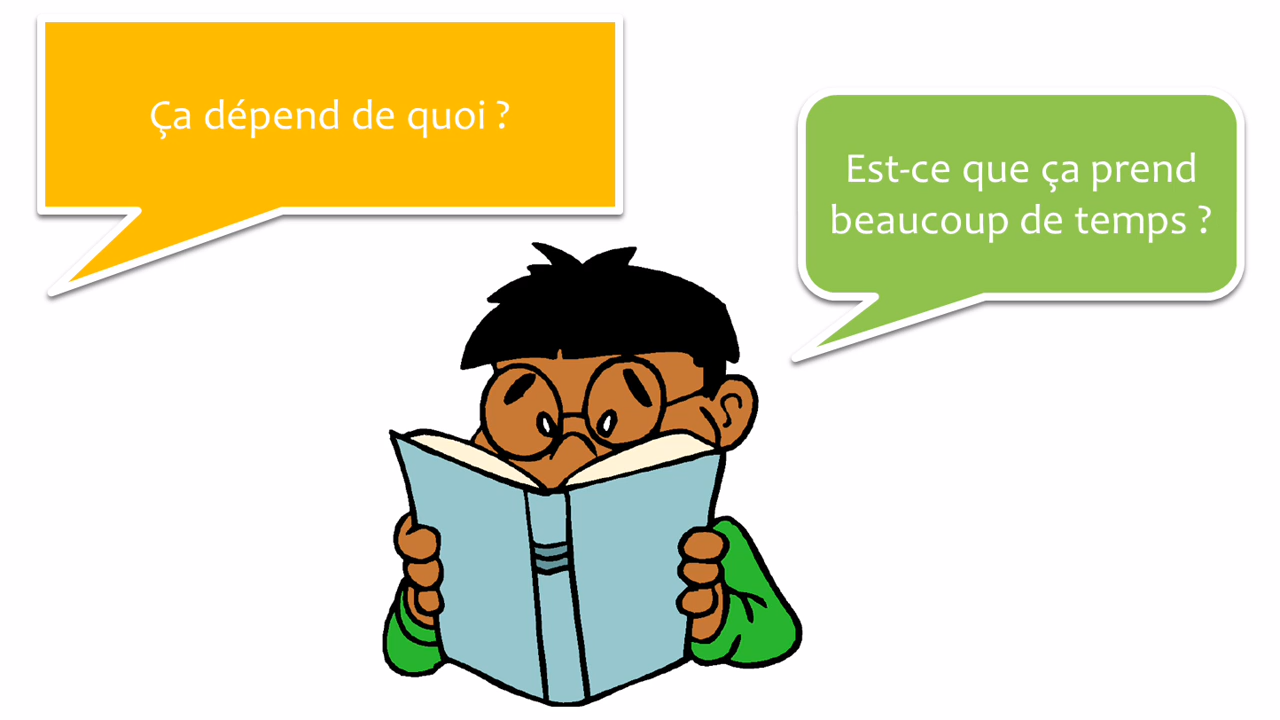 Ça dépend de quoi ?
Est-ce que ça prend
beaucoup de temps ?